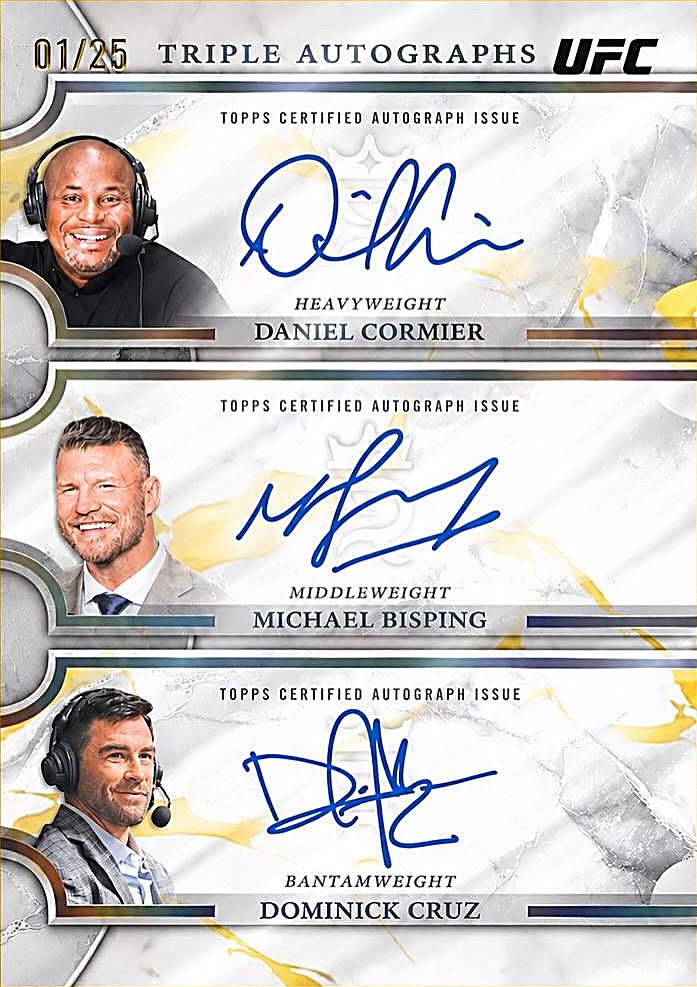 01/25 TRIPLE AUTOGRAPHS UFC
TOPPS CERTIFIED AUTOGRAPH ISSUE
HEAVYWEIGHT
DANIEL CORMIER
TOPPS CERTIFIED AUTOGRAPH ISSUE
MIDDLEWEIGHT
MICHAEL BISPING
TOPPS CERTIFIED AUTOGRAPH ISSUE
BANTAMWEIGHT
DOMINICK CRUZ